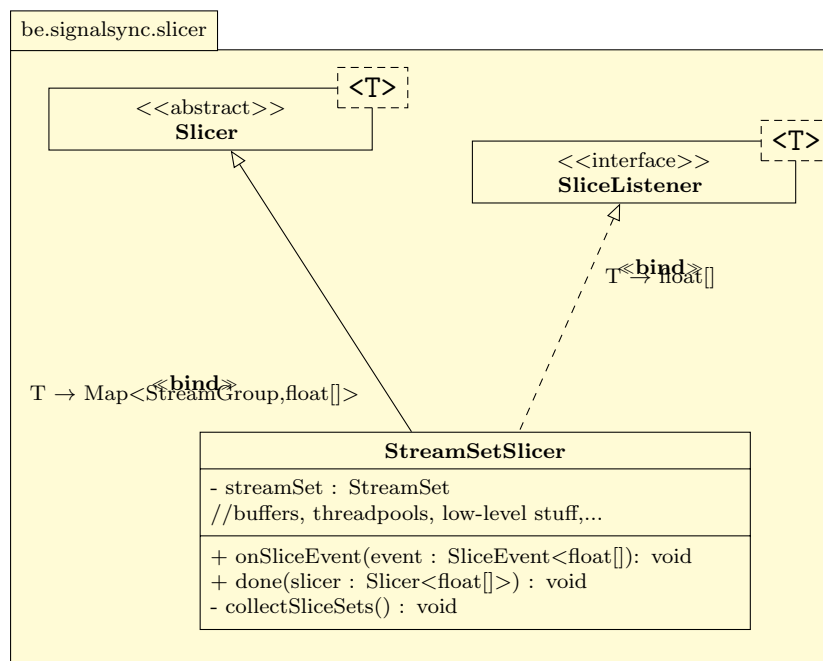 be.signalsync.slicer
<T>
<<abstract>>
Slicer
<T>
<<interface>>
SliceListener
≪bind≫
T → float[]
≪bind≫
T → Map<StreamGroup,float[]>
StreamSetSlicer
- streamSet : StreamSet
//buffers, threadpools, low-level stuff,...
+ onSliceEvent(event : SliceEvent<float[]): void
+ done(slicer : Slicer<float[]>) : void
- collectSliceSets() : void